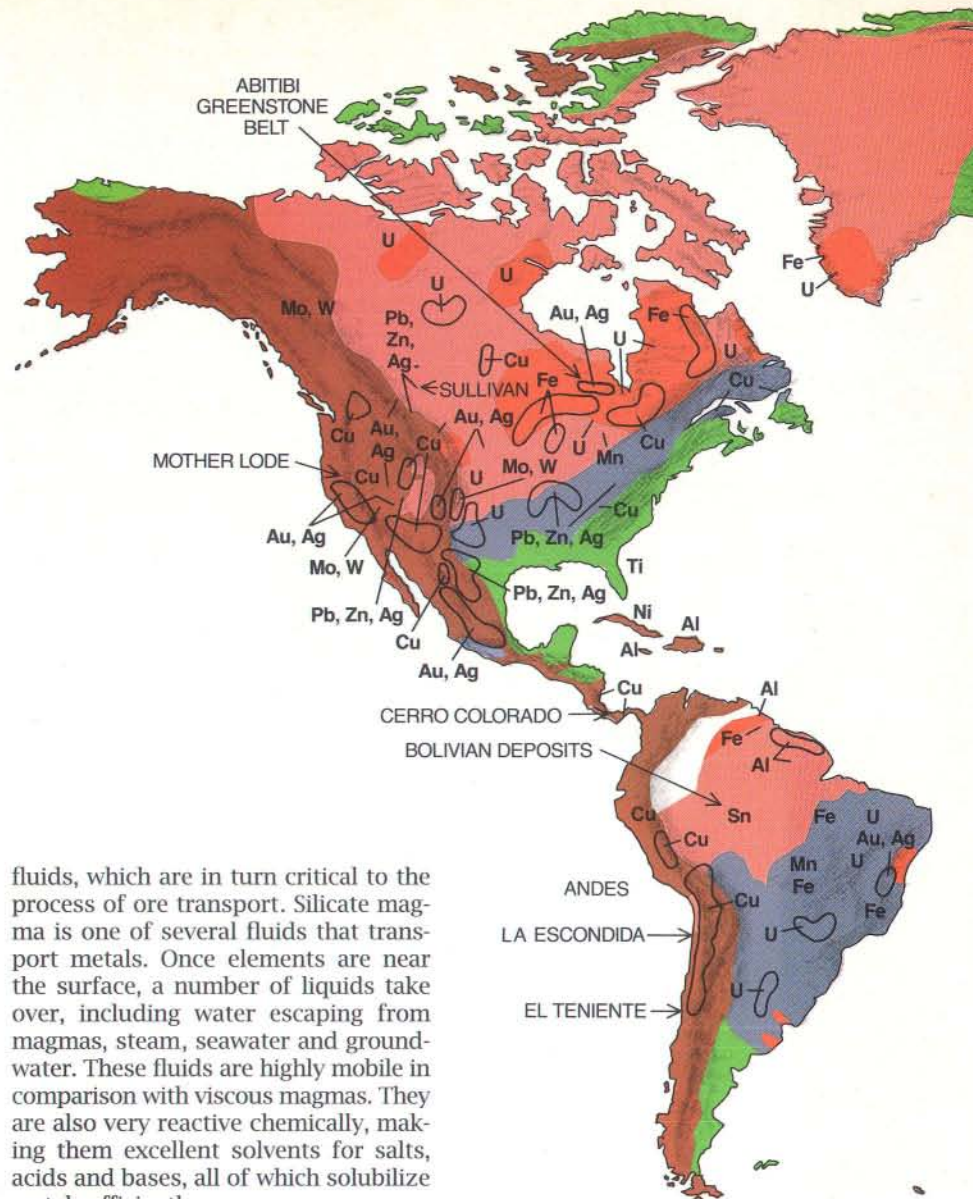 ABITIBI
GREENSTONE
BELT
Fe
U
U
U
U
Mo, W
Pb,
Zn,
Ag
Au, Ag
Fe
U
U
Cu
Cu
SULLIVAN
Fe
Au, Ag
Cu
Au,
Ag
Cu
U
Mn
Cu
MOTHER LODE
Cu
U
Mo, W
U
Cu
Au, Ag
Pb, Zn, Ag
Mo, W
Ti
Pb, Zn, Ag
Pb, Zn, Ag
Ni
Al
Cu
Al
Au, Ag
Cu
Al
CERRO COLORADO
Fe
BOLIVIAN DEPOSITS
Al
Sn
Fe
U
Cu
Au, Ag
Cu
U
Mn
Fe
ANDES
Cu
Fe
LA ESCONDIDA
U
U
EL TENIENTE
fluids, which are in turn critical to the
process of ore transport. Silicate mag-
ma is one of several fluids that trans-
port metals. Once elements are near
the surface, a number of liquids take
over, including water escaping from
magmas, steam, seawater and ground-
water. These fluids are highly mobile in
comparison with viscous magmas. They
are also very reactive chemically, mak-
ing them excellent solvents for salts,
acids and bases, all of which solubilize